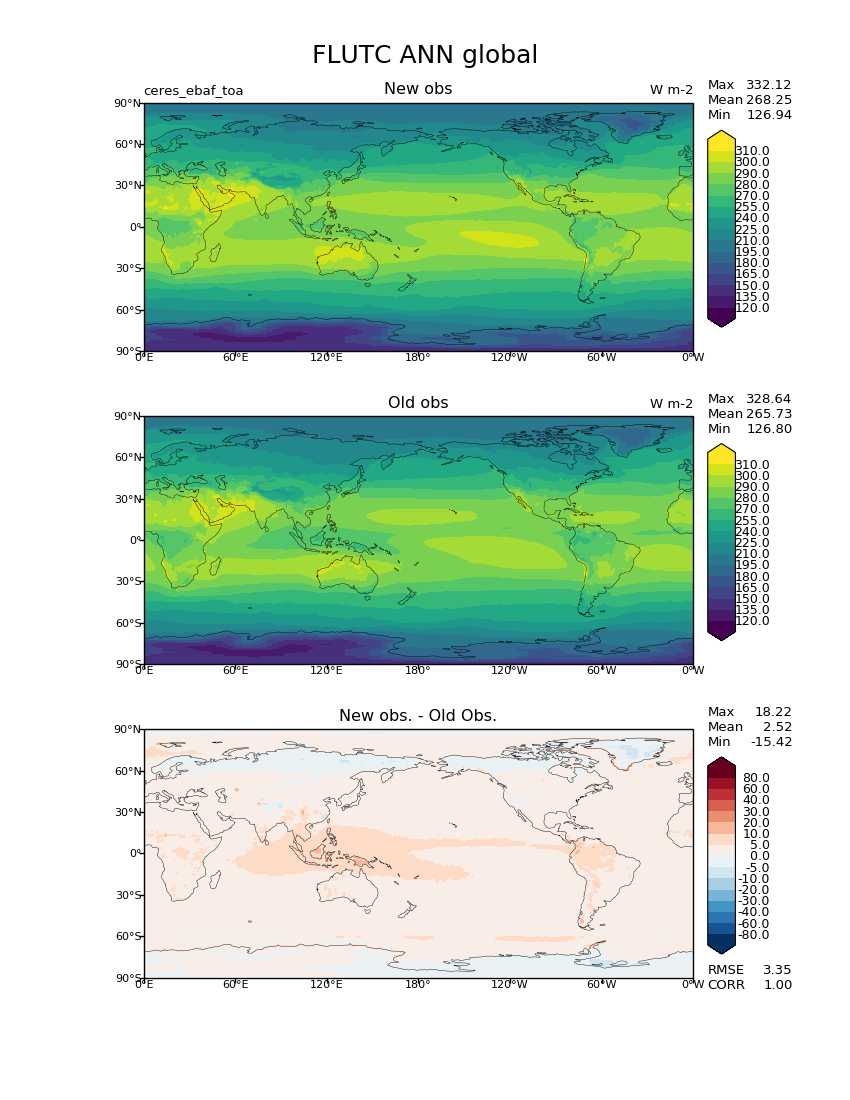 FLUTC ANN global
ceres_ebaf_toa New obs W m-2
Max 332.12
Mean 268.25
Min 126.94
90°N
60°N
30°N
0°
30°S
60°S
90°S
0°E 60°E 120°E 180° 120°W 60°W 0°W
310.0
300.0
290.0
280.0
270.0
255.0
240.0
225.0
210.0
195.0
180.0
165.0
150.0
135.0
120.0
Old obs W m-2
Max 328.64
Mean 265.73
Min 126.80
90°N
60°N
30°N
0°
30°S
60°S
90°S
0°E 60°E 120°E 180° 120°W 60°W 0°W
310.0
300.0
290.0
280.0
270.0
255.0
240.0
225.0
210.0
195.0
180.0
165.0
150.0
135.0
120.0
New obs. - Old Obs.
Max 18.22
Mean 2.52
Min -15.42
90°N
60°N
30°N
0°
30°S
60°S
90°S
0°E 60°E 120°E 180° 120°W 60°W 0°W
80.0
60.0
40.0
30.0
20.0
10.0
5.0
0.0
-5.0
-10.0
-20.0
-30.0
-40.0
-60.0
-80.0
RMSE 3.35
CORR 1.00